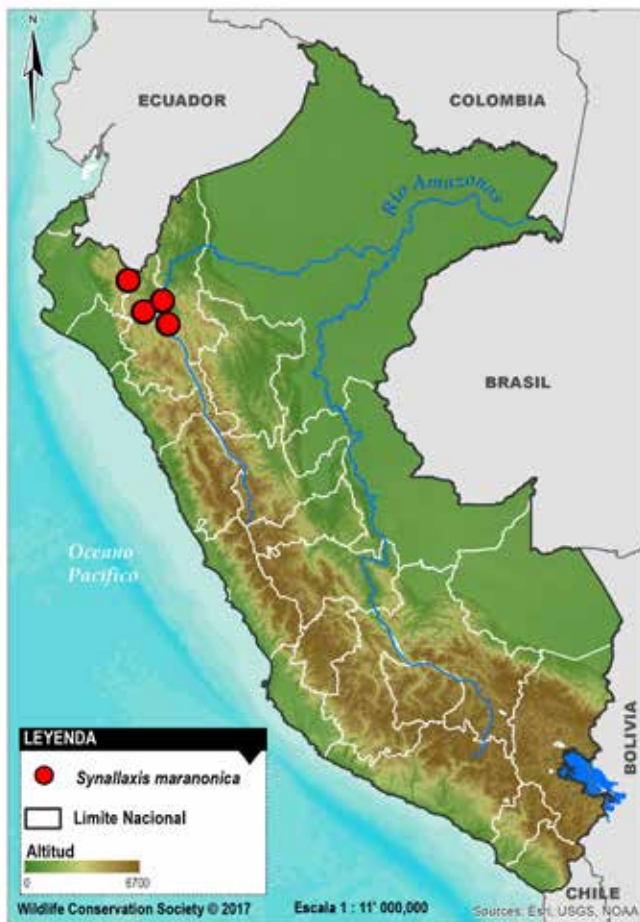 N
ECUADOR
COLOMBIA
Río Amazonas
BRASIL
Oceano
Pacífico
BOLIVIA
LEYENDA
Synallaxis maranonica
Limite Nacional
Altitud
0
6700
CHILE
Wildlife Conservation Society © 2017
Escala 1 : 11' 000,000
Sources: Esri, USGS, NOAA